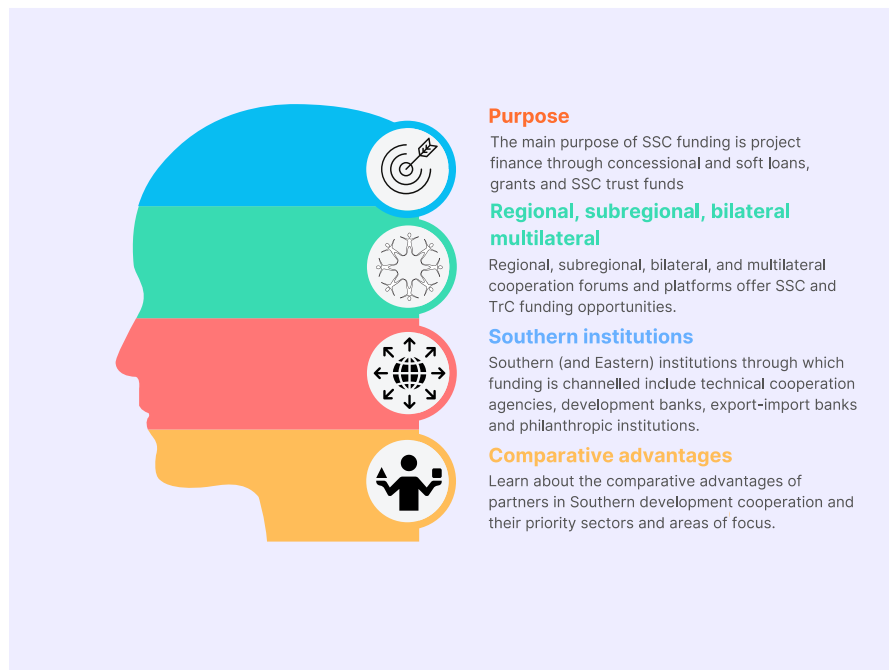 Purpose
The main purpose of SSC funding is project
finance through concessional and soft loans,
grants and SSC trust funds
Regional, subregional, bilateral
multilateral
Regional, subregional, bilateral, and multilateral
cooperation forums and platforms offer SSC and
TrC funding opportunities.
Southern institutions
Southern (and Eastern) institutions through which
funding is channelled include technical cooperation
agencies, development banks, export-import banks
and philanthropic institutions.
Comparative advantages
Learn about the comparative advantages of
partners in Southern development cooperation and
their priority sectors and areas of focus.